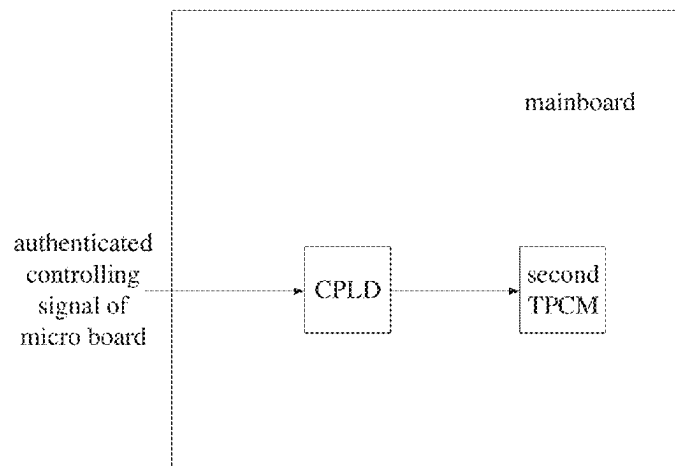 mainboard
authenticated
controlling
signal of
micro board
CPLD
second
TPCM